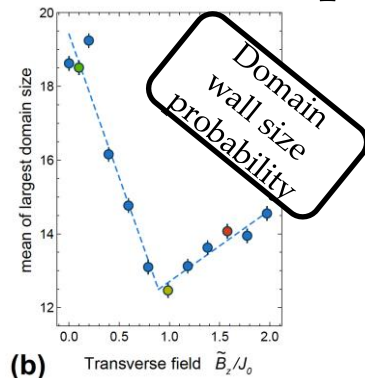 20
18
16
14
12
mean of largest domain size
Domain
wall size
probability
0.0 0.5 1.0 1.5 2.0
(b) Transverse field B̃z/J0